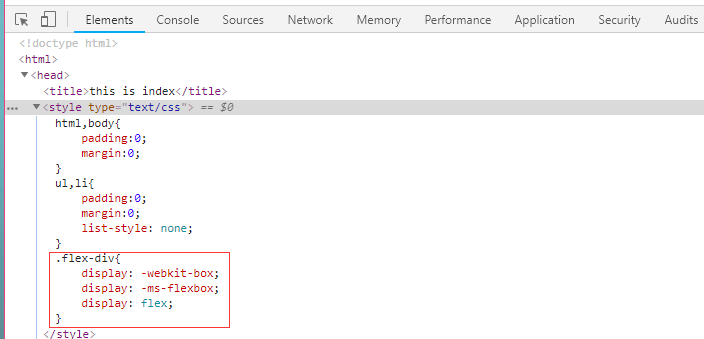 Elements Console Sources Network Memory Performance Application Security Audits
<!doctype html>
<html>
▼<head>
<title>this is index</title>
… ▼<style type="text/css"> == $0
html,body{
padding:0;
margin:0;
}
ul,li{
padding:0;
margin:0;
list-style: none;
}
.flex-div{
display: -webkit-box;
display: -ms-flexbox;
display: flex;
}
</style>